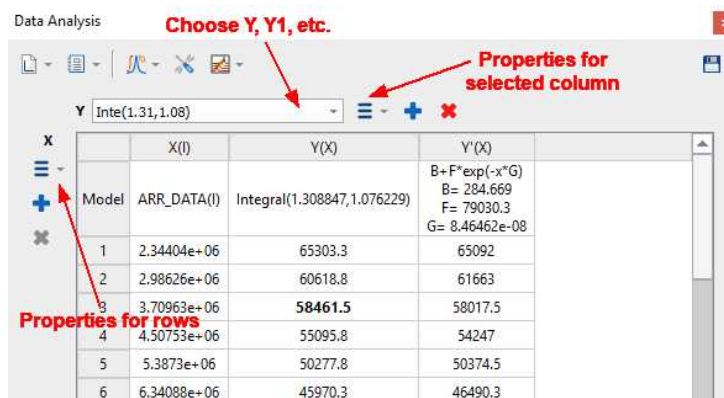 Data Analysis
Choose Y, Y1, etc.
Properties for
selected column
Y Inte(1.31,1.08)
X
X(I) Y(X) Y'(X)
Model ARR_DATA(I) Integral(1.308847,1.076229) B+F*exp(-x*G)
B= 284.669
F= 79030.3
G= 8.46462e-08
1 2.34404e+06 65303.3 65092
2 2.98626e+06 60618.8 61663
3 3.70963e+06 58461.5 58017.5
Properties for rows
4 4.50753e+06 55095.8 54247
5 5.3873e+06 50277.8 50374.5
6 6.34088e+06 45970.3 46490.3